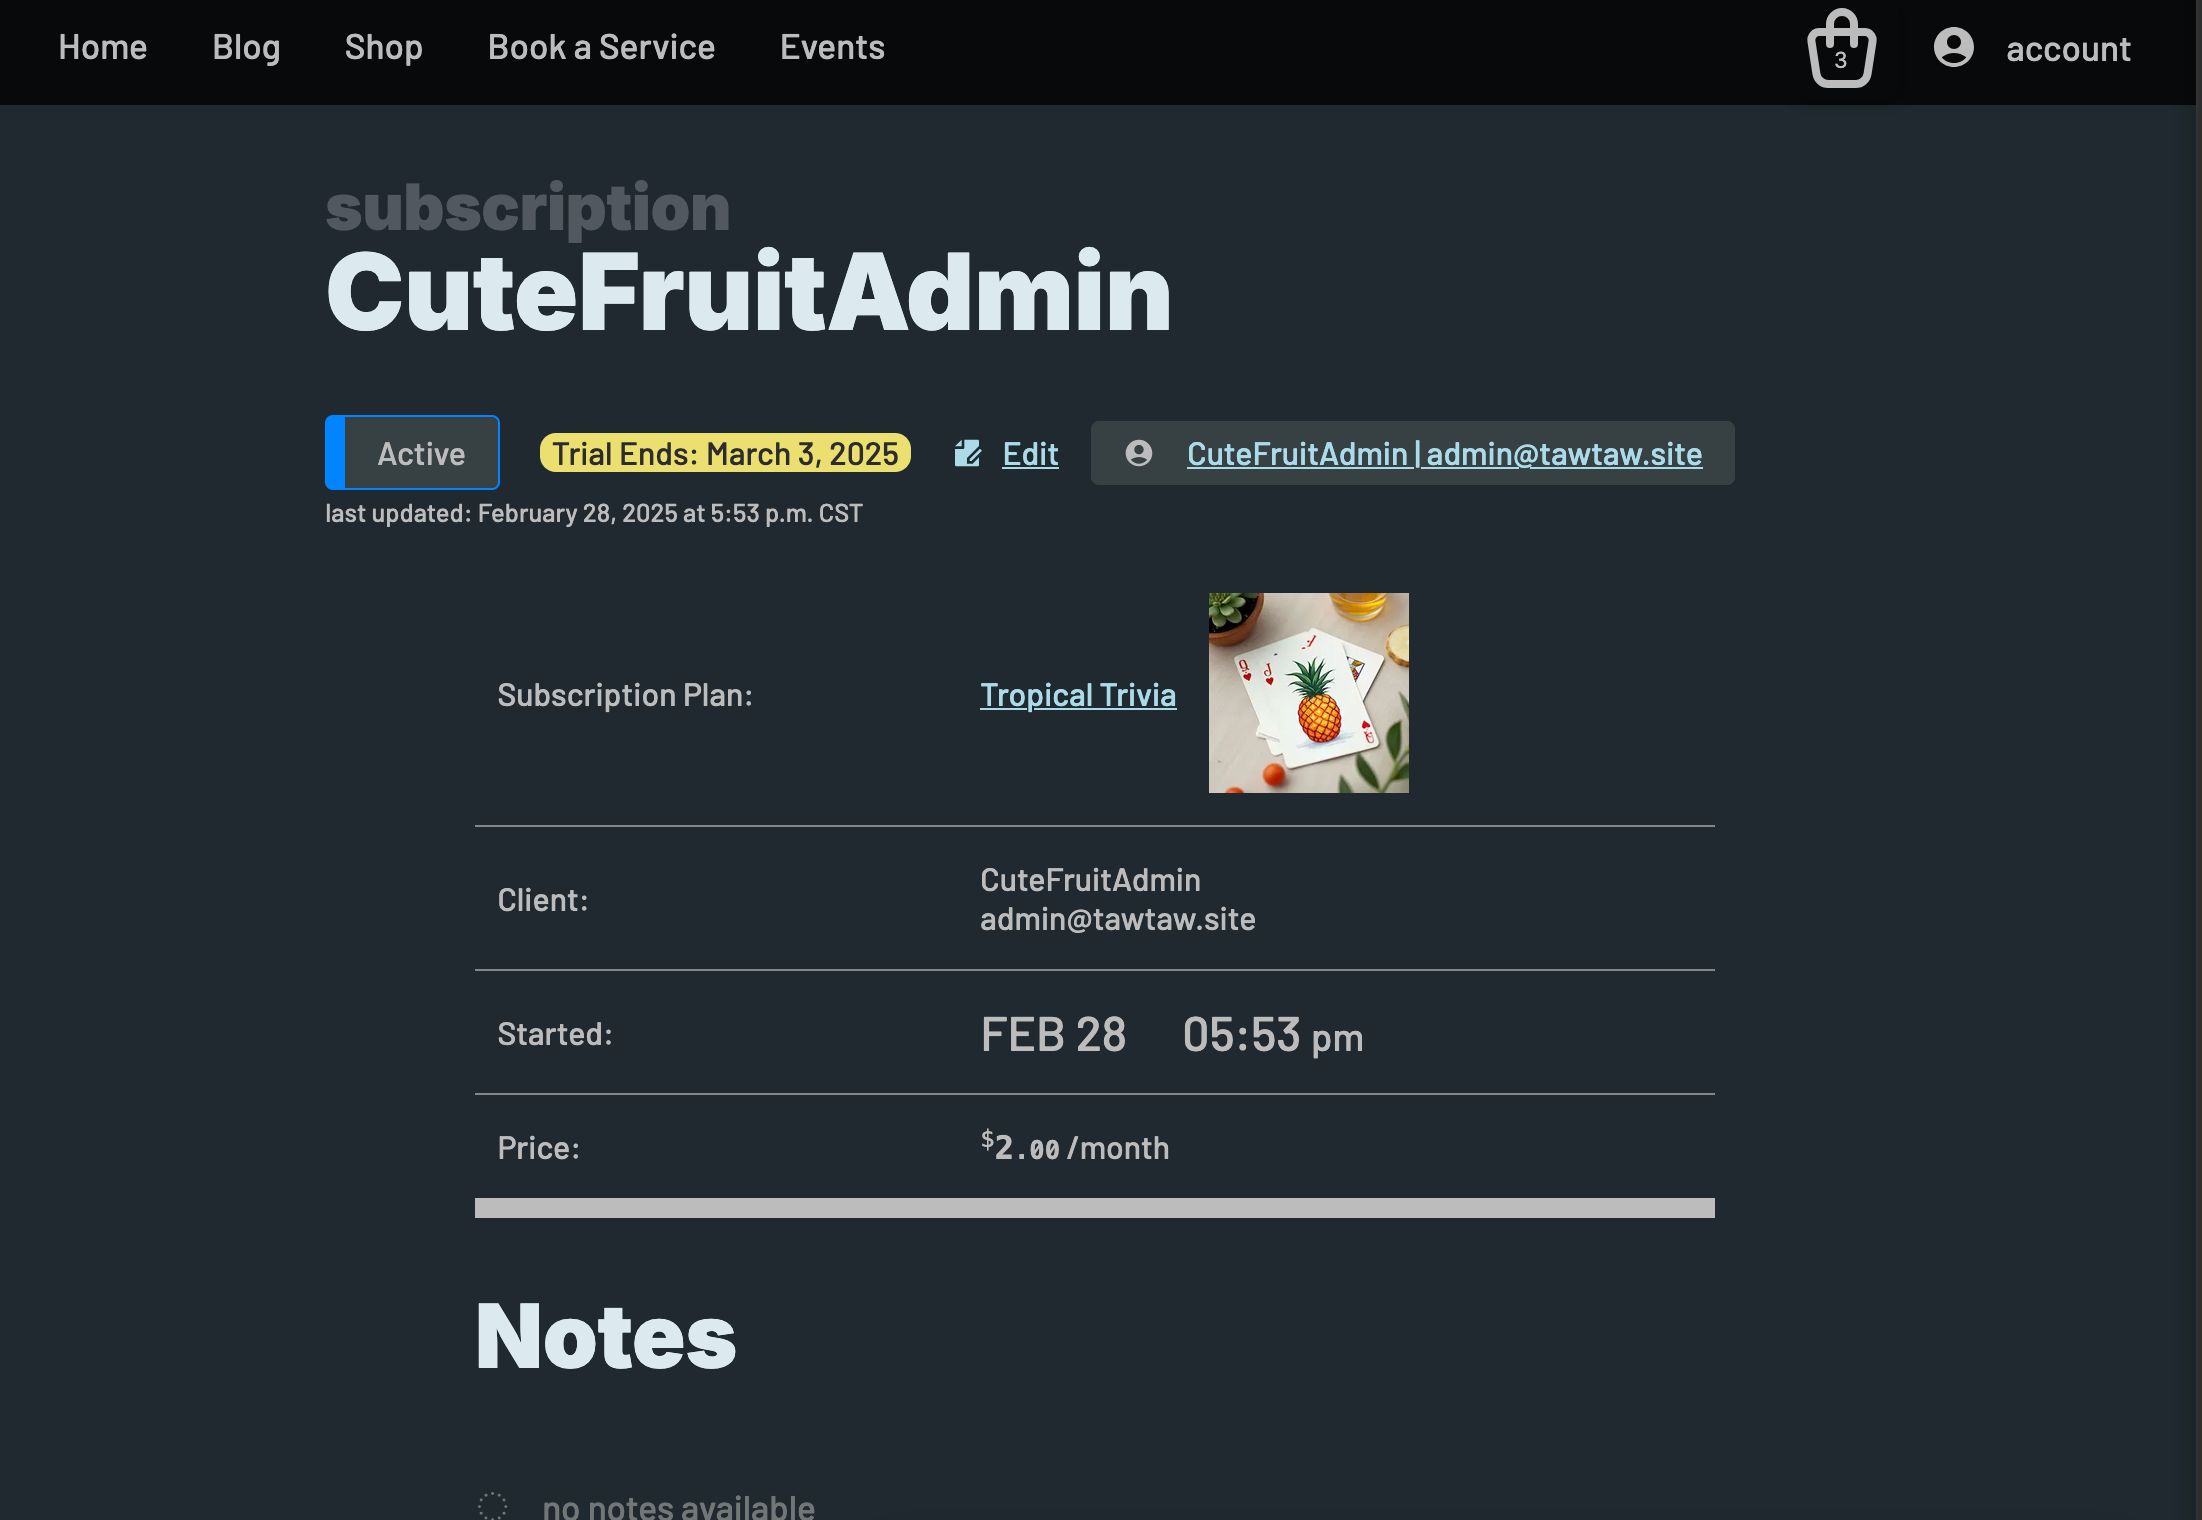 Home Blog Shop Book a Service Events 3 account
subscription
CuteFruitAdmin
Active Trial Ends: March 3, 2025 Edit CuteFruitAdmin | admin@tawtaw.site
last updated: February 28, 2025 at 5:53 p.m. CST
Subscription Plan: Tropical Trivia
Q J
Client: CuteFruitAdmin
admin@tawtaw.site
Started: FEB 28 05:53 pm
Price: $2.00 /month
Notes
no notes available